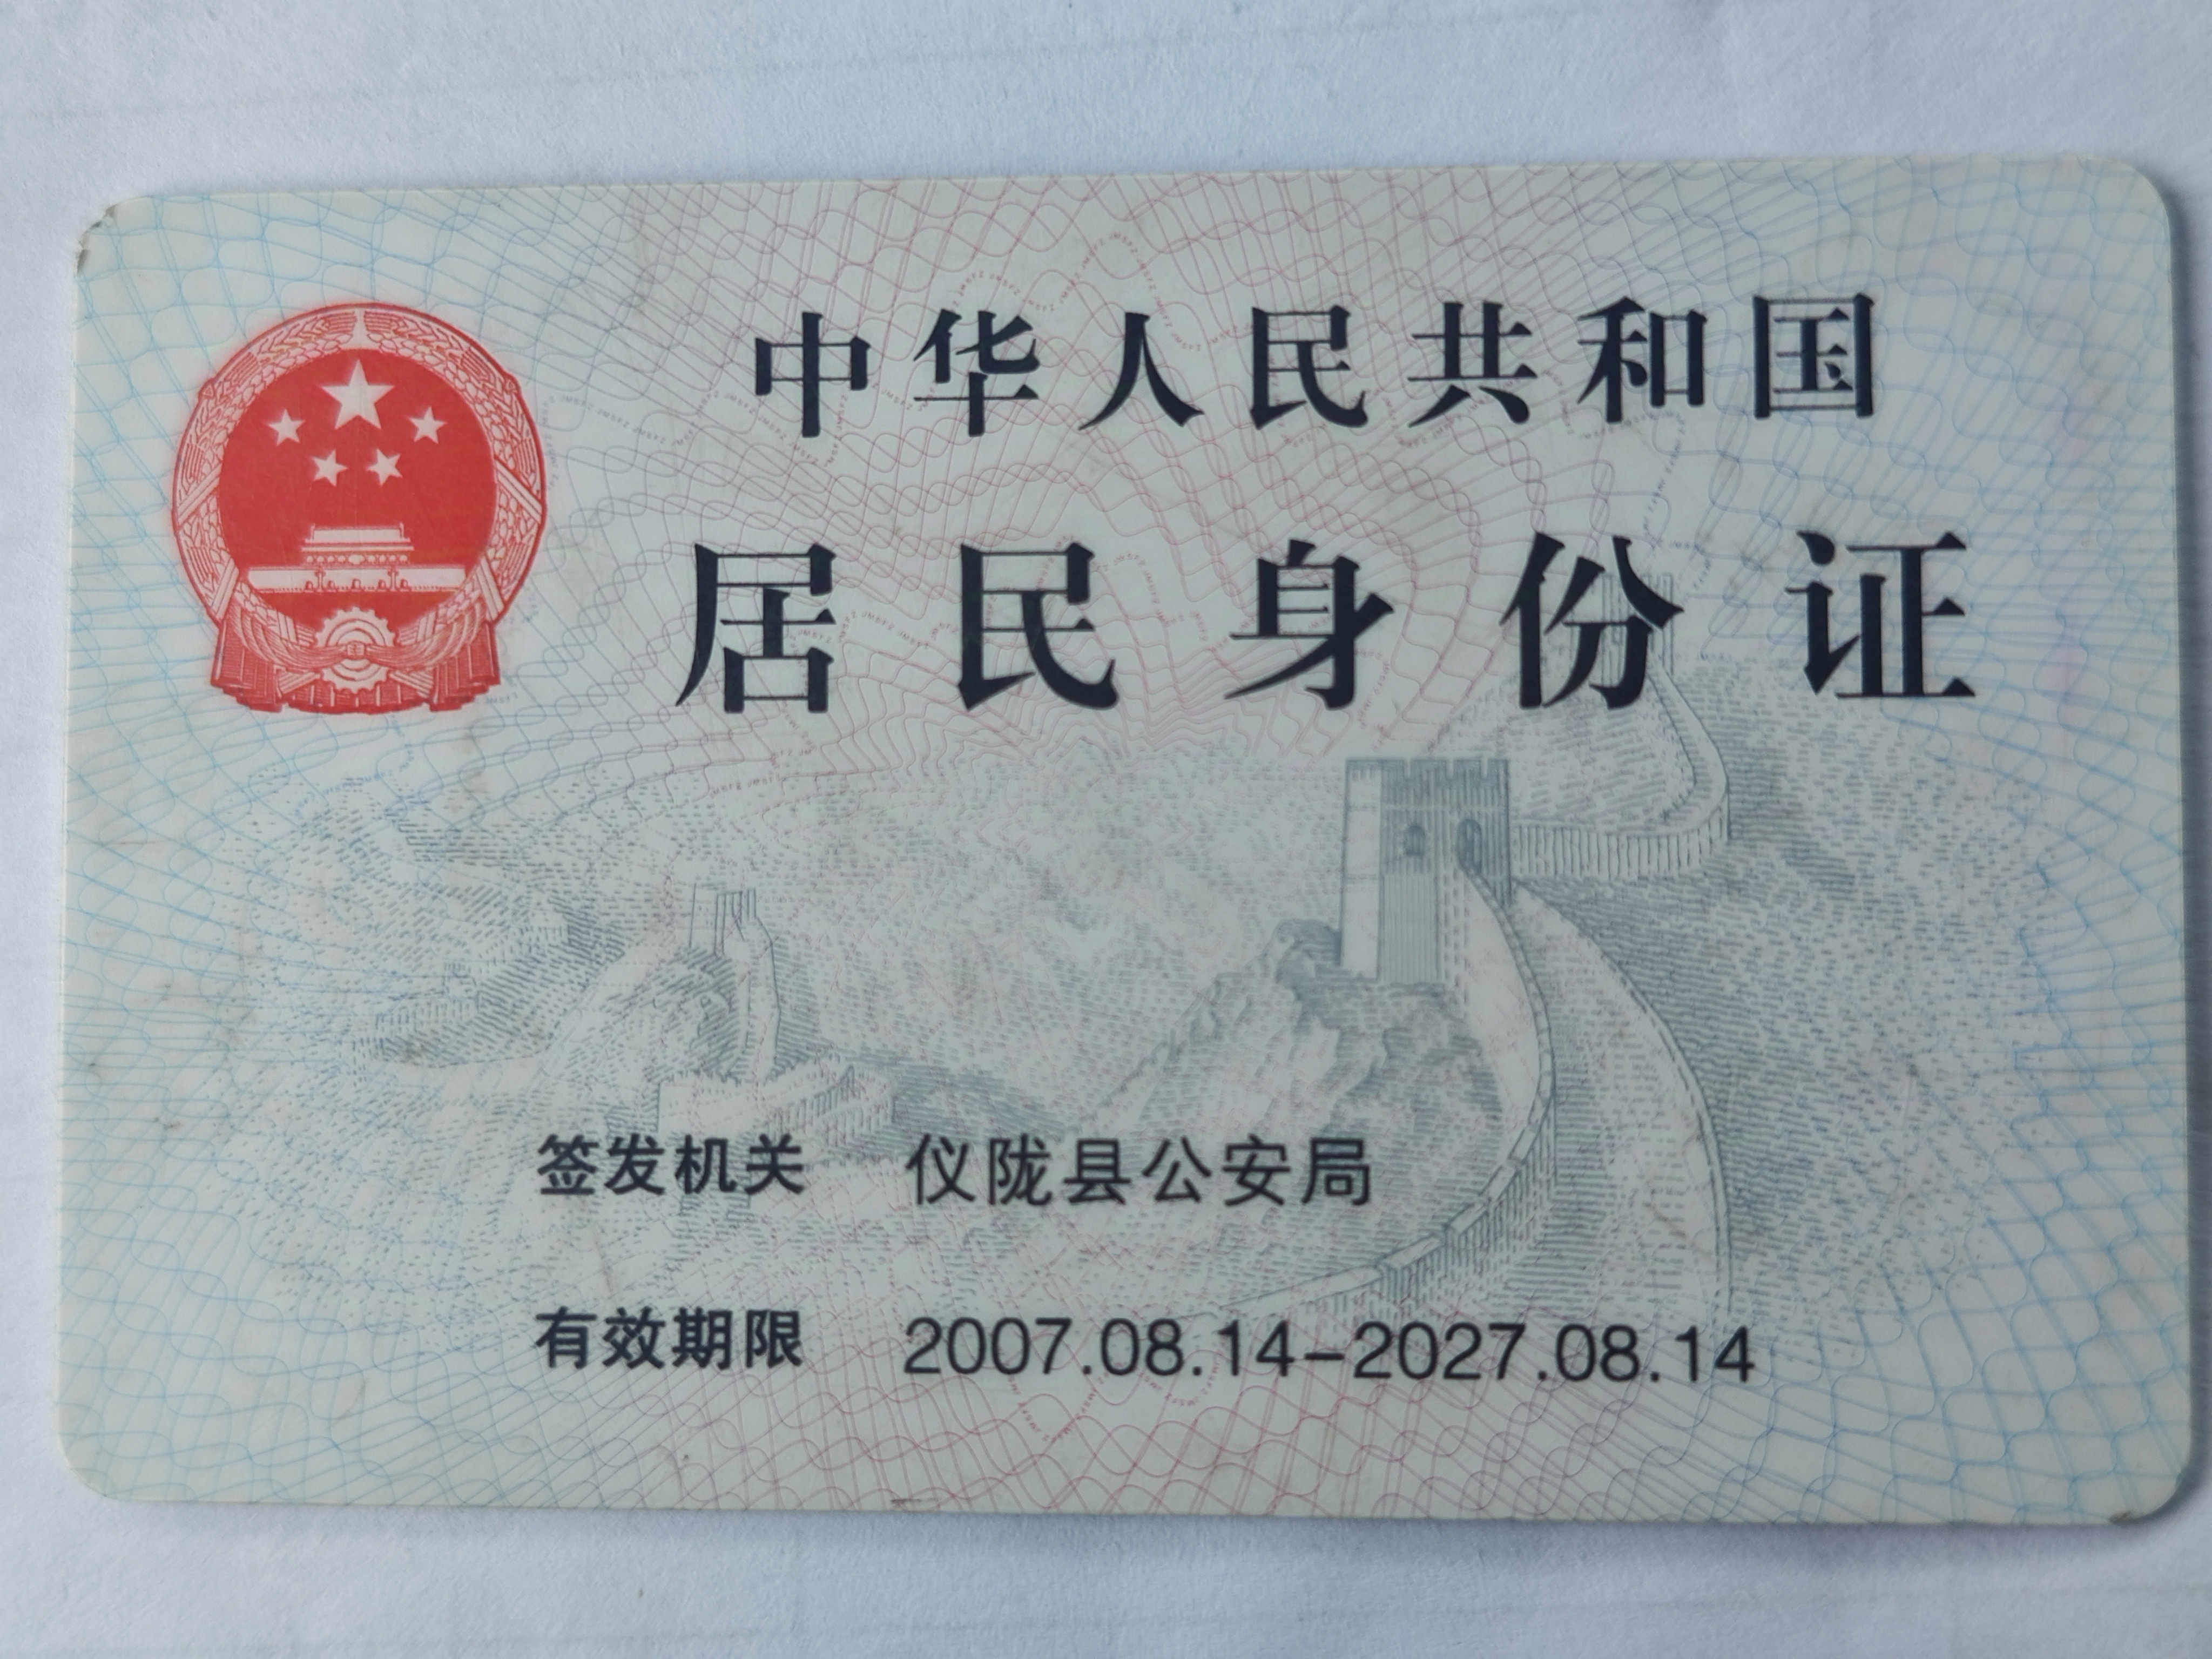 中华人民共和国
居民身份证
签发机关 仪陇县公安局
有效期限 2007.08.14-2027.08.14